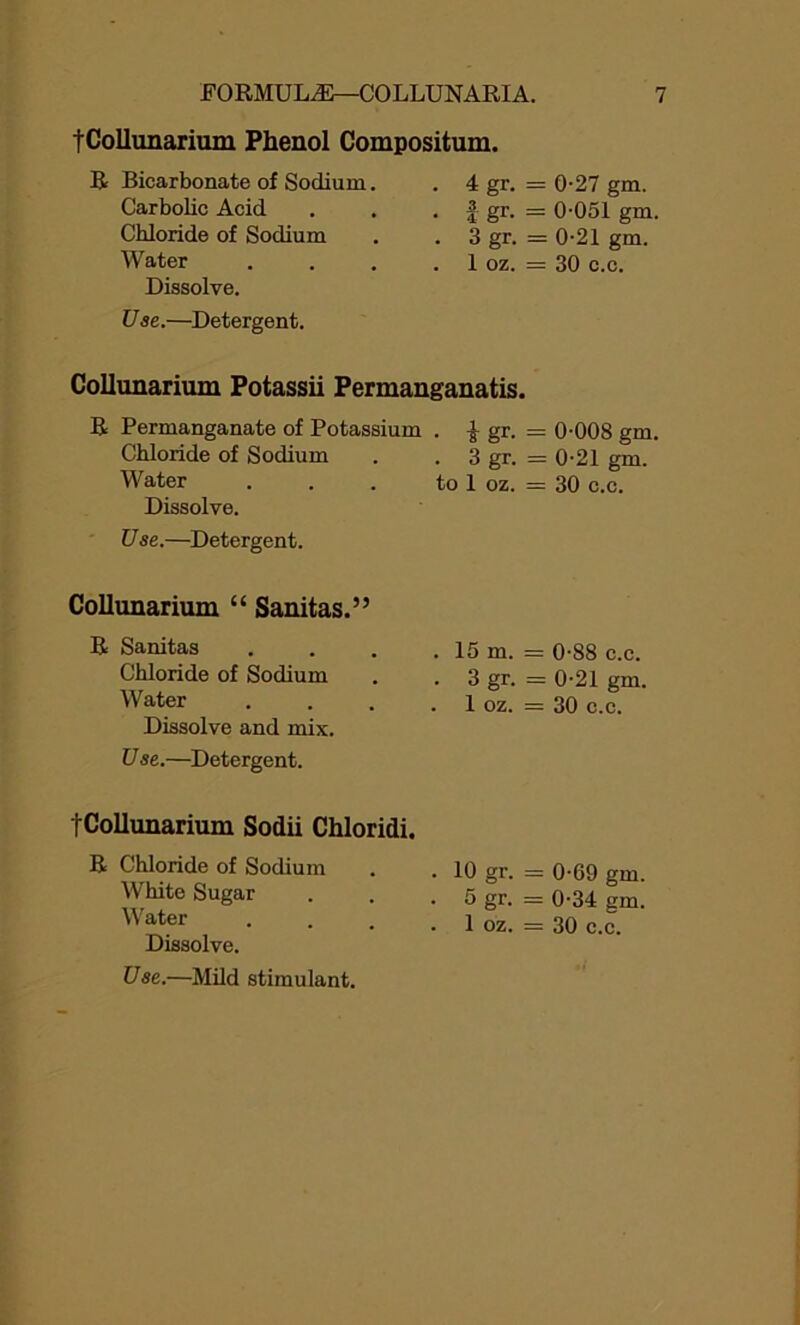 FORMULÆ—COLLUNARIA. 7
†Collunarium Phenol Compositum.
℞ Bicarbonate of Sodium. . 4 gr. = 0·27 gm.
Carbolic Acid . . . ¾ gr. = 0·051 gm.
Chloride of Sodium . . 3 gr. = 0·21 gm.
Water . . . . 1 oz. = 30 c.c.
Dissolve.
Use.—Detergent.
Collunarium Potassii Permanganatis.
℞ Permanganate of Potassium . ⅛ gr. = 0·008 gm.
Chloride of Sodium . . 3 gr. = 0·21 gm.
Water . . . to 1 oz. = 30 c.c.
Dissolve.
Use.—Detergent.
Collunarium “ Sanitas.”
℞ Sanitas . . . . 15 m. = 0·88 c.c.
Chloride of Sodium . . 3 gr. = 0·21 gm.
Water . . . . 1 oz. = 30 c.c.
Dissolve and mix.
Use.—Detergent.
†Collunarium Sodii Chloridi.
℞ Chloride of Sodium . . 10 gr. = 0·69 gm.
White Sugar . . . 5 gr. = 0·34 gm.
Water . . . . 1 oz. = 30 c.c.
Dissolve.
Use.—Mild stimulant.